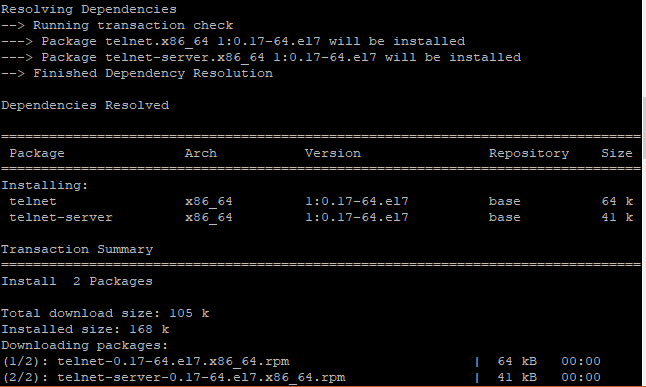 Resolving Dependencies
--> Running transaction check
---> Package telnet.x86_64 1:0.17-64.el7 will be installed
---> Package telnet-server.x86_64 1:0.17-64.el7 will be installed
--> Finished Dependency Resolution

Dependencies Resolved

================================================================================
 Package              Arch           Version                Repository    Size
================================================================================
Installing:
 telnet               x86_64         1:0.17-64.el7          base          64 k
 telnet-server        x86_64         1:0.17-64.el7          base          41 k

Transaction Summary
================================================================================
Install  2 Packages

Total download size: 105 k
Installed size: 168 k
Downloading packages:
(1/2): telnet-0.17-64.el7.x86_64.rpm                       |  64 kB   00:00
(2/2): telnet-server-0.17-64.el7.x86_64.rpm                |  41 kB   00:00